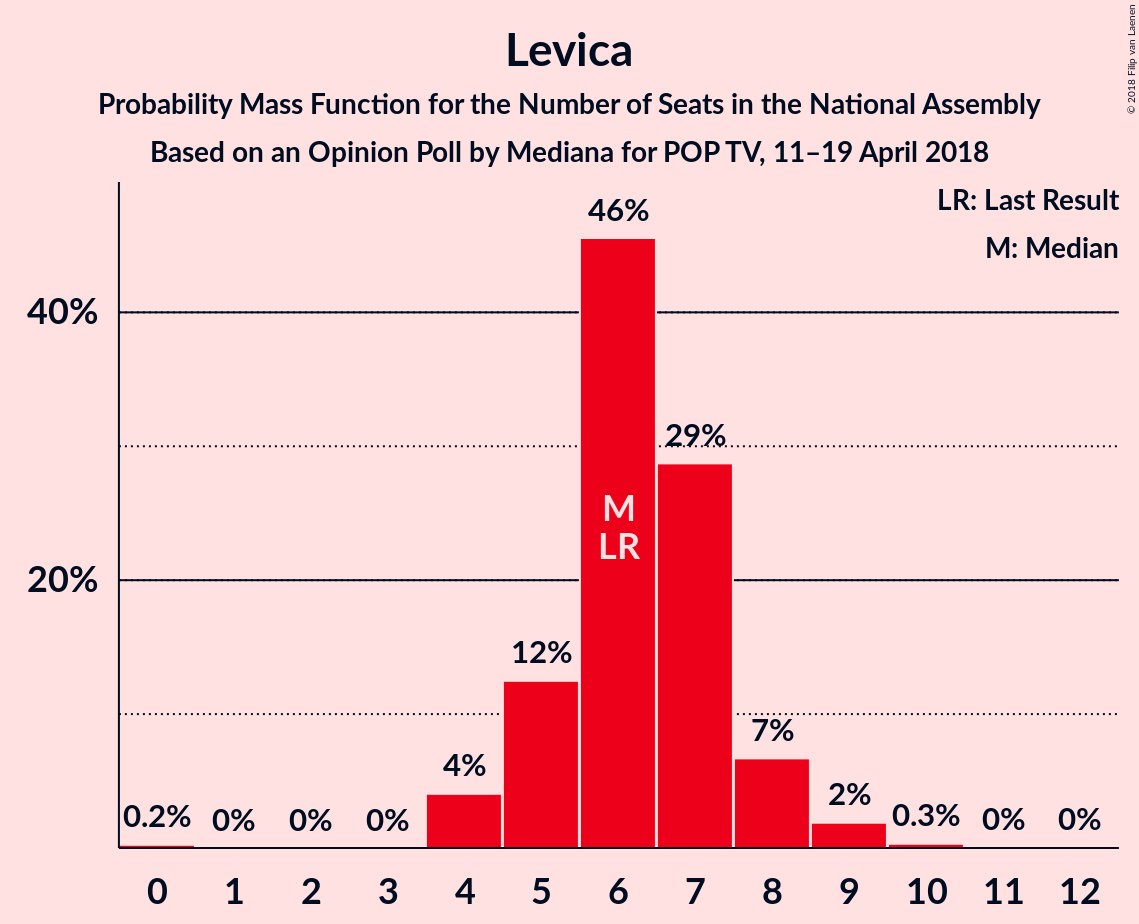 Levica
Probability Mass Function for the Number of Seats in the National Assembly
Based on an Opinion Poll by Mediana for POP TV, 11–19 April 2018
© 2018 Filip van Laenen
LR: Last Result
M: Median
40%
20%
0.2%
0%
0%
0%
4%
12%
46%
29%
7%
2%
0.3%
0%
0%
M
LR
0 1 2 3 4 5 6 7 8 9 10 11 12